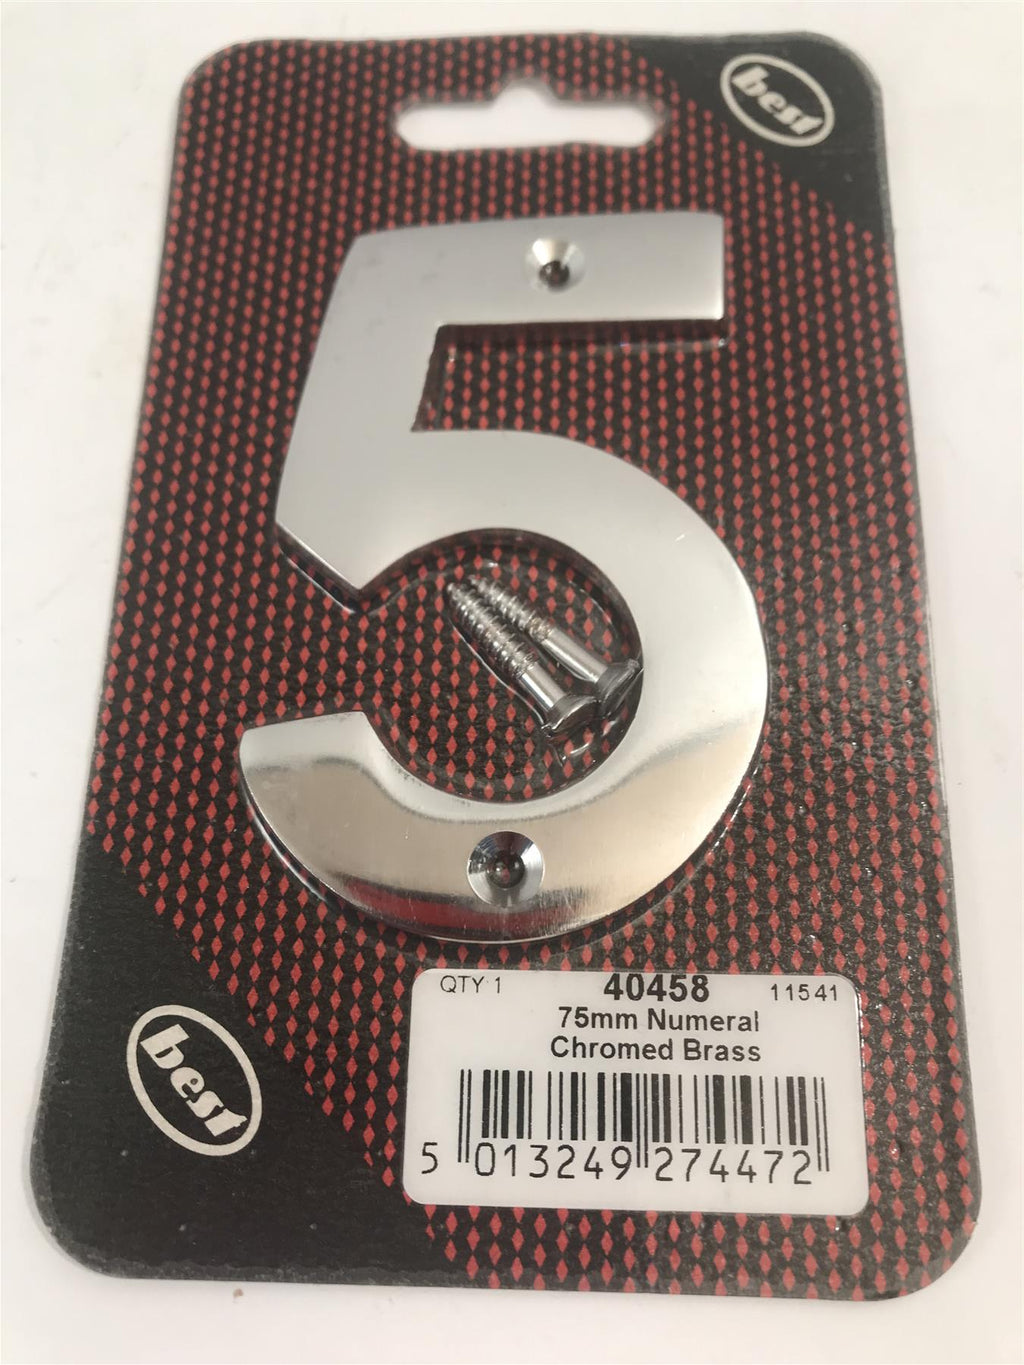 best
5
QTY 1 40458 11541
75mm Numeral
Chromed Brass
5 013249 274472
best